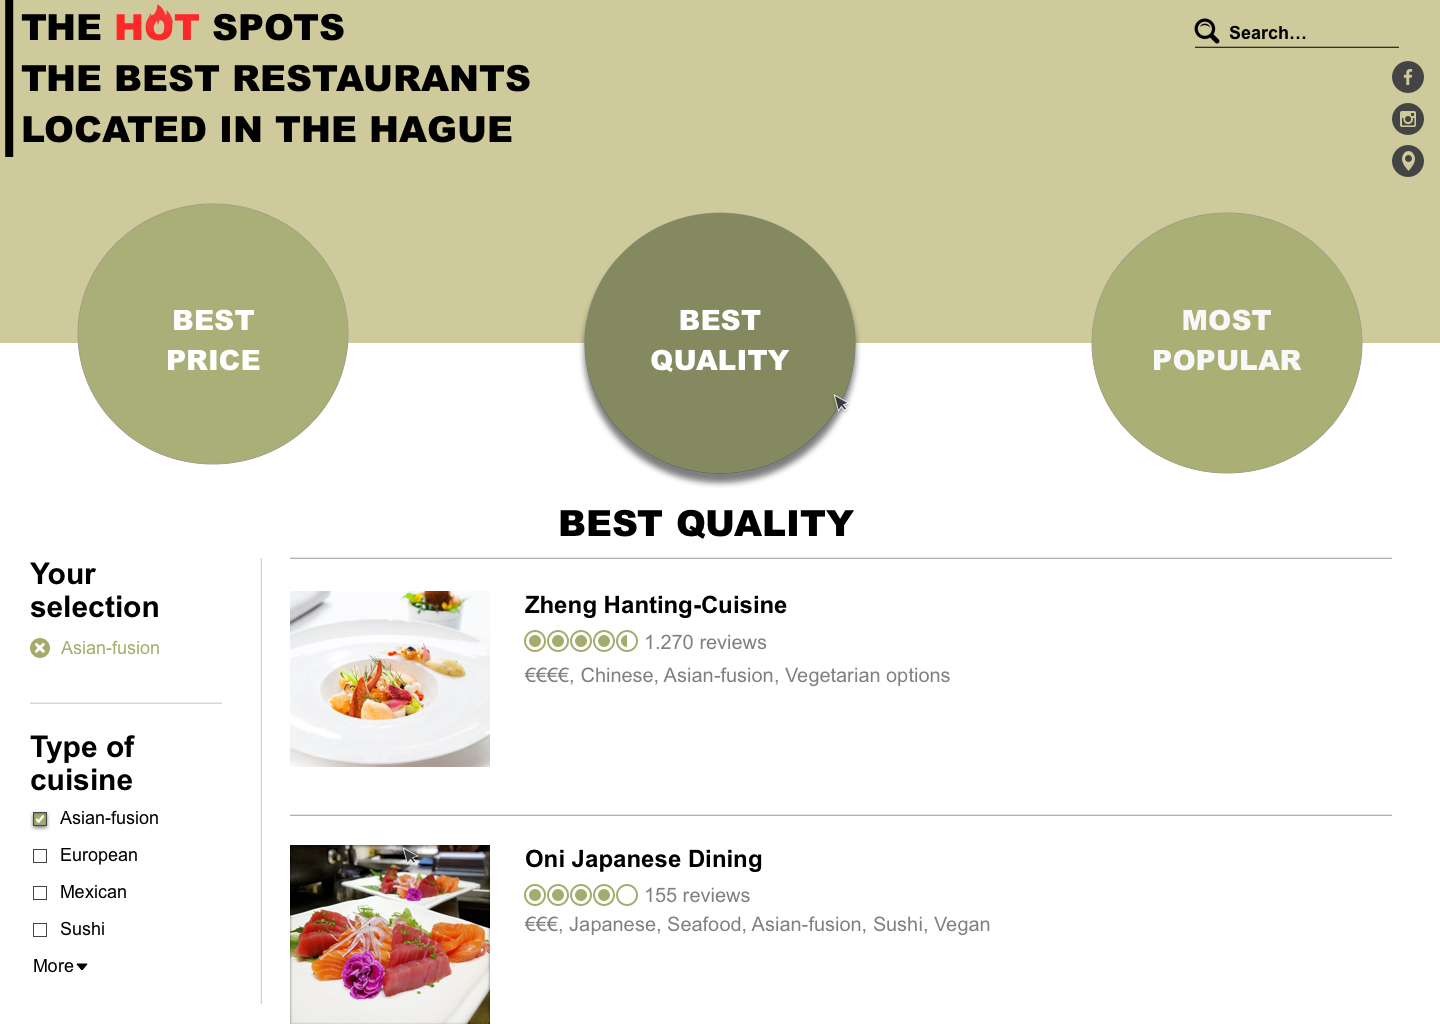 THE HOT SPOTS
THE BEST RESTAURANTS
LOCATED IN THE HAGUE
Search...
BEST
PRICE
BEST
QUALITY
MOST
POPULAR
BEST QUALITY
Your
selection
Asian-fusion
Type of
cuisine
Asian-fusion
European
Mexican
Sushi
More
Zheng Hanting-Cuisine
1.270 reviews
€€€€, Chinese, Asian-fusion, Vegetarian options
Oni Japanese Dining
155 reviews
€€€, Japanese, Seafood, Asian-fusion, Sushi, Vegan